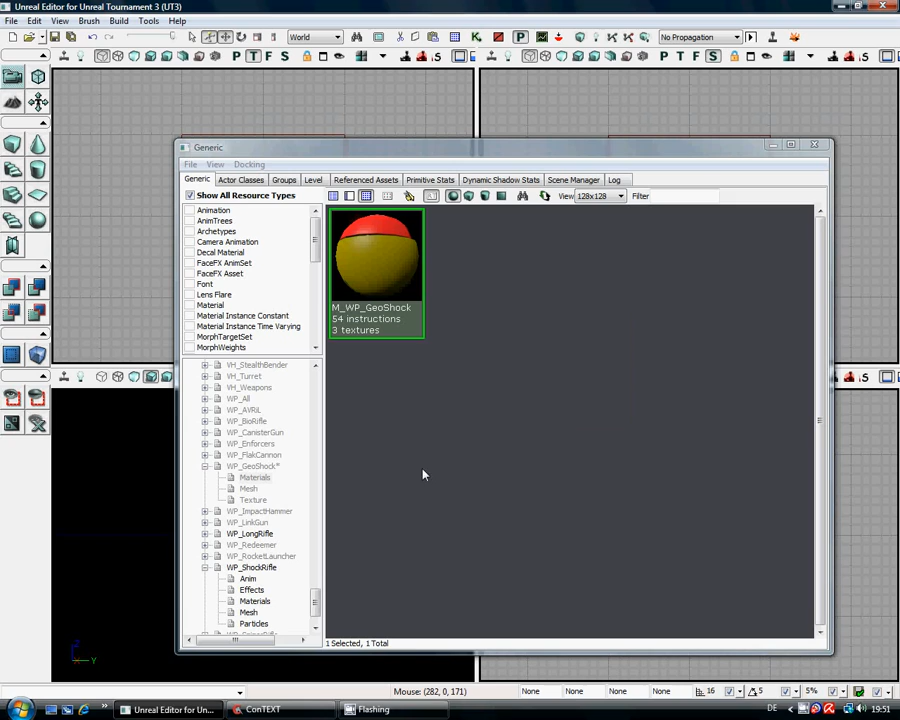 Unreal Editor for Unreal Tournament 3 (UT3)
File Edit View Brush Build Tools Help
World No Propagation
P T F S P T F S
Generic
File View Docking
Generic Actor Classes Groups Level Referenced Assets Primitive Stats Dynamic Shadow Stats Scene Manager Log
Show All Resource Types View 128x128 Filter
Animation
AnimTrees
Archetypes
Camera Animation
Decal Material
FaceFX AnimSet
FaceFX Asset
Font
Lens Flare
Material
Material Instance Constant
Material Instance Time Varying
MorphTargetSet
MorphWeights
M_WP_GeoShock
54 instructions
3 textures
VH_StealthBender
VH_Turret
VH_Weapons
WP_All
WP_AVRiL
WP_BioRifle
WP_CanisterGun
WP_Enforcers
WP_FlakCannon
WP_GeoShock*
Materials
Mesh
Texture
WP_ImpactHammer
WP_LinkGun
WP_LongRifle
WP_Redeemer
WP_RocketLauncher
WP_ShockRifle
Anim
Effects
Materials
Mesh
Particles
1 Selected, 1 Total
Z
Y
Mouse: (282, 0, 171) None None None None 16 5 5%
Unreal Editor for Un... ConTEXT Flashing DE 19:51